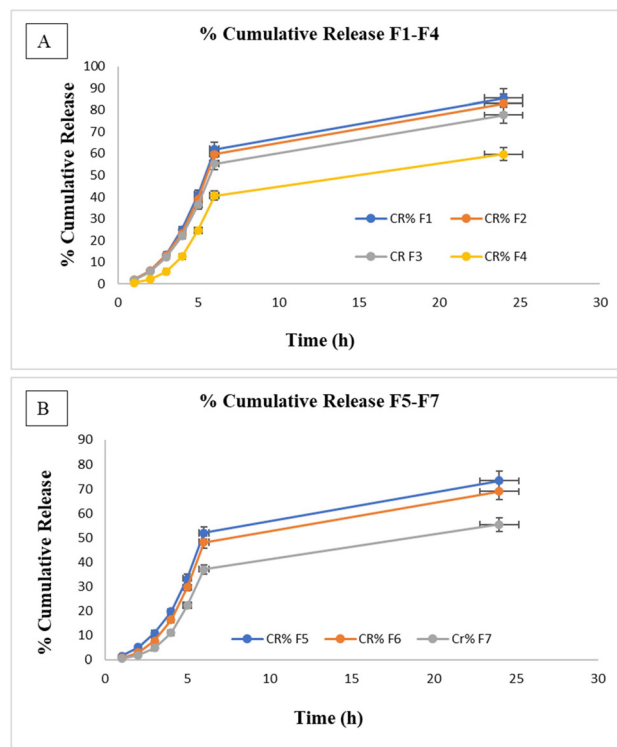 A
% Cumulative Release F1-F4
% Cumulative Release
100
90
80
70
60
50
40
30
20
10
0
0 5 10 15 20 25 30
CR% F1 CR% F2
CR F3 CR% F4
Time (h)
B
% Cumulative Release F5-F7
% Cumulative Release
90
80
70
60
50
40
30
20
10
0
0 5 10 15 20 25 30
CR% F5 CR% F6 Cr% F7
Time (h)